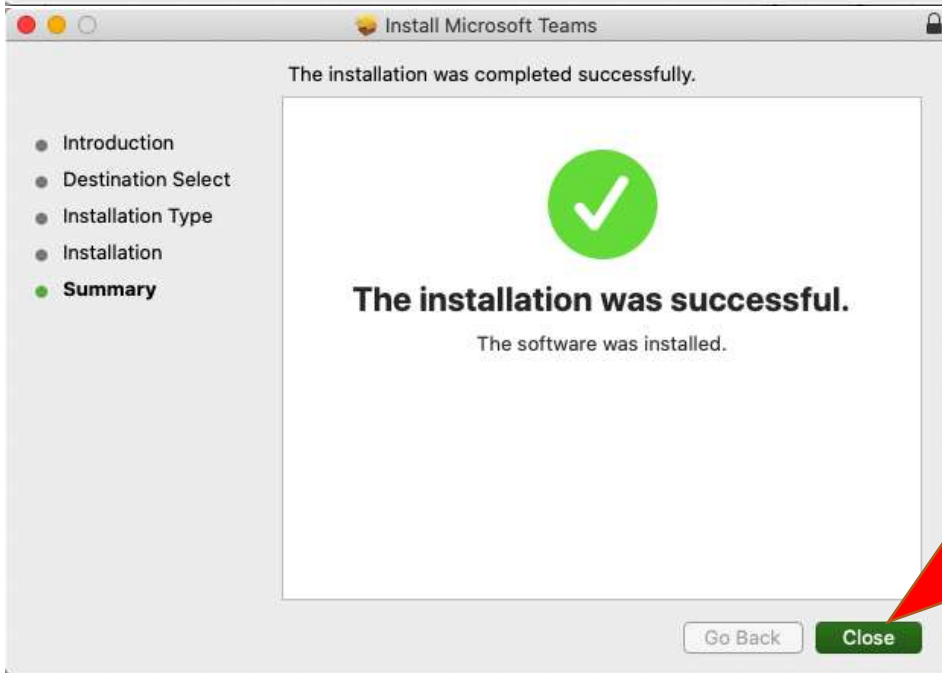 Install Microsoft Teams
The installation was completed successfully.
Introduction
Destination Select
Installation Type
Installation
Summary
The installation was successful.
The software was installed.
Go Back
Close